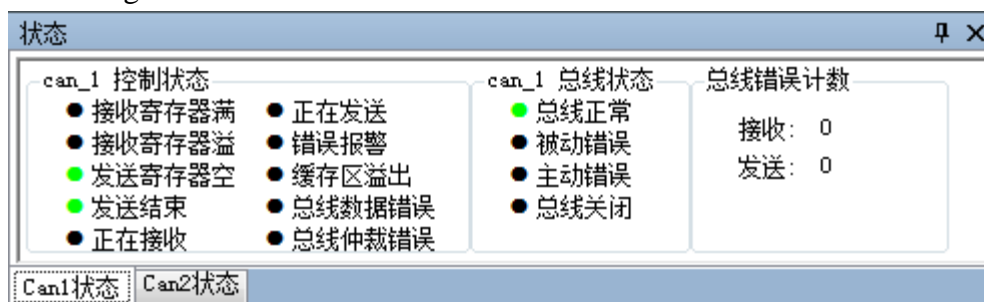 状态
can_1 控制状态
接收寄存器满
接收寄存器溢
发送寄存器空
发送结束
正在接收
正在发送
错误报警
缓存区溢出
总线数据错误
总线仲裁错误
can_1 总线状态
总线正常
被动错误
主动错误
总线关闭
总线错误计数
接收: 0
发送: 0
Can1状态
Can2状态